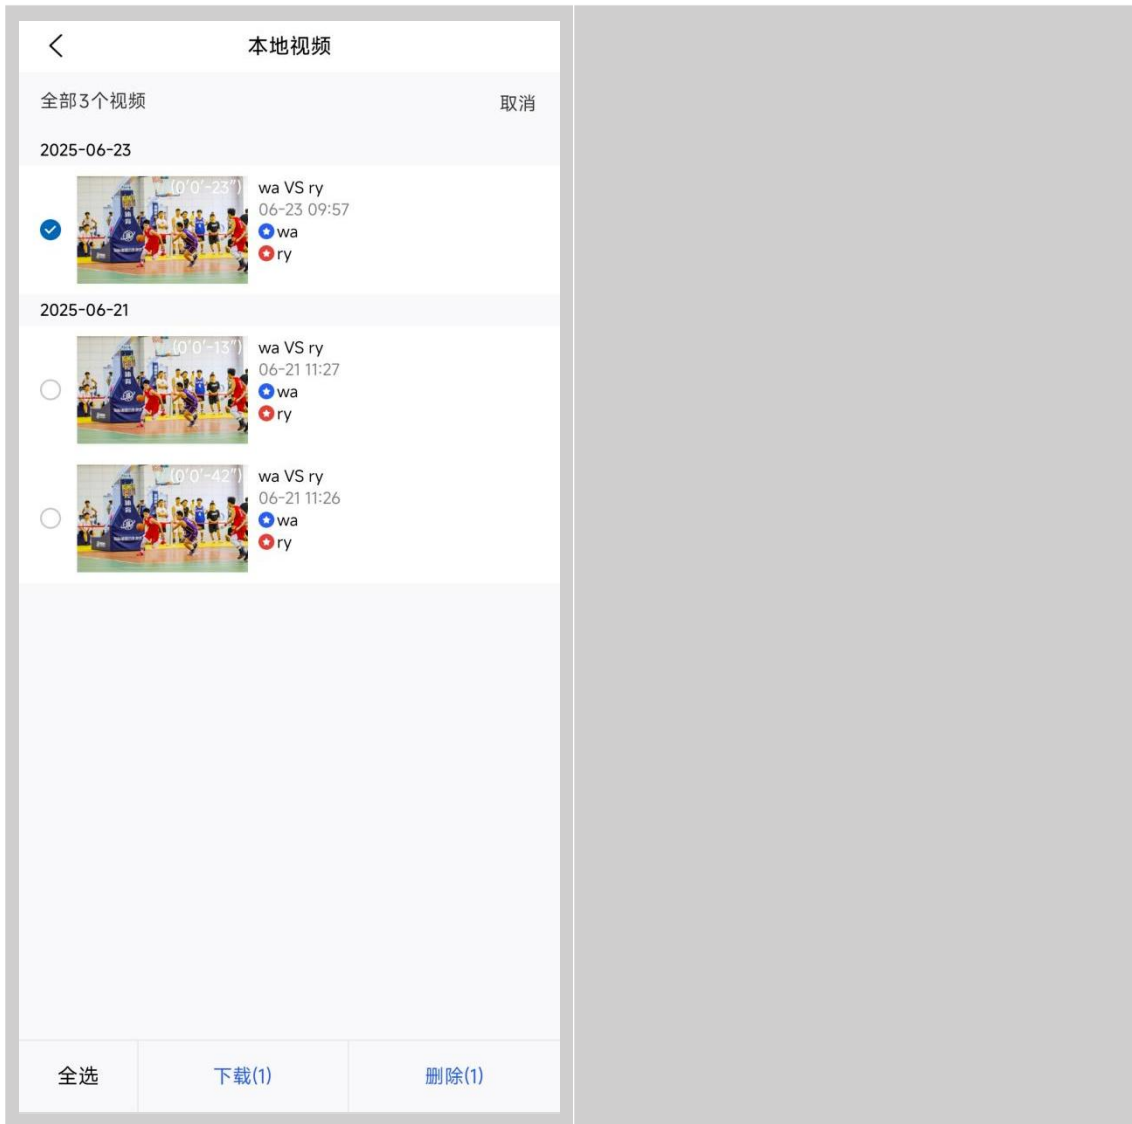 本地视频
全部3个视频
取消
2025-06-23
(0'0'-23")
wa VS ry
06-23 09:57
wa
ry
2025-06-21
(0'0'-13")
wa VS ry
06-21 11:27
wa
ry
(0'0'-42")
wa VS ry
06-21 11:26
wa
ry
全选
下载(1)
删除(1)